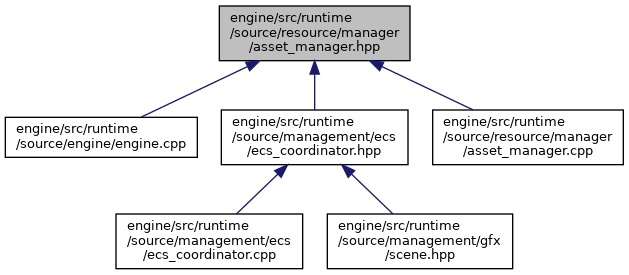 engine/src/runtime
/source/resource/manager
/asset_manager.hpp
engine/src/runtime
/source/engine/engine.cpp
engine/src/runtime
/source/management/ecs
/ecs_coordinator.hpp
engine/src/runtime
/source/resource/manager
/asset_manager.cpp
engine/src/runtime
/source/management/ecs
/ecs_coordinator.cpp
engine/src/runtime
/source/management/gfx
/scene.hpp